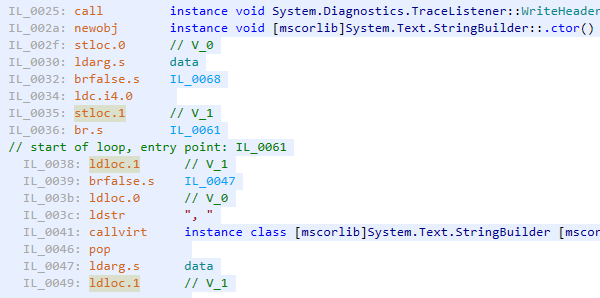 IL_0025: call instance void System.Diagnostics.TraceListener::WriteHeader
IL_002a: newobj instance void [mscorlib]System.Text.StringBuilder::.ctor()
IL_002f: stloc.0 // V_0
IL_0030: ldarg.s data
IL_0032: brfalse.s IL_0068
IL_0034: ldc.i4.0
IL_0035: stloc.1 // V_1
IL_0036: br.s IL_0061
// start of loop, entry point: IL_0061
IL_0038: ldloc.1 // V_1
IL_0039: brfalse.s IL_0047
IL_003b: ldloc.0 // V_0
IL_003c: ldstr ", "
IL_0041: callvirt instance class [mscorlib]System.Text.StringBuilder [msco
IL_0046: pop
IL_0047: ldarg.s data
IL_0049: ldloc.1 // V_1